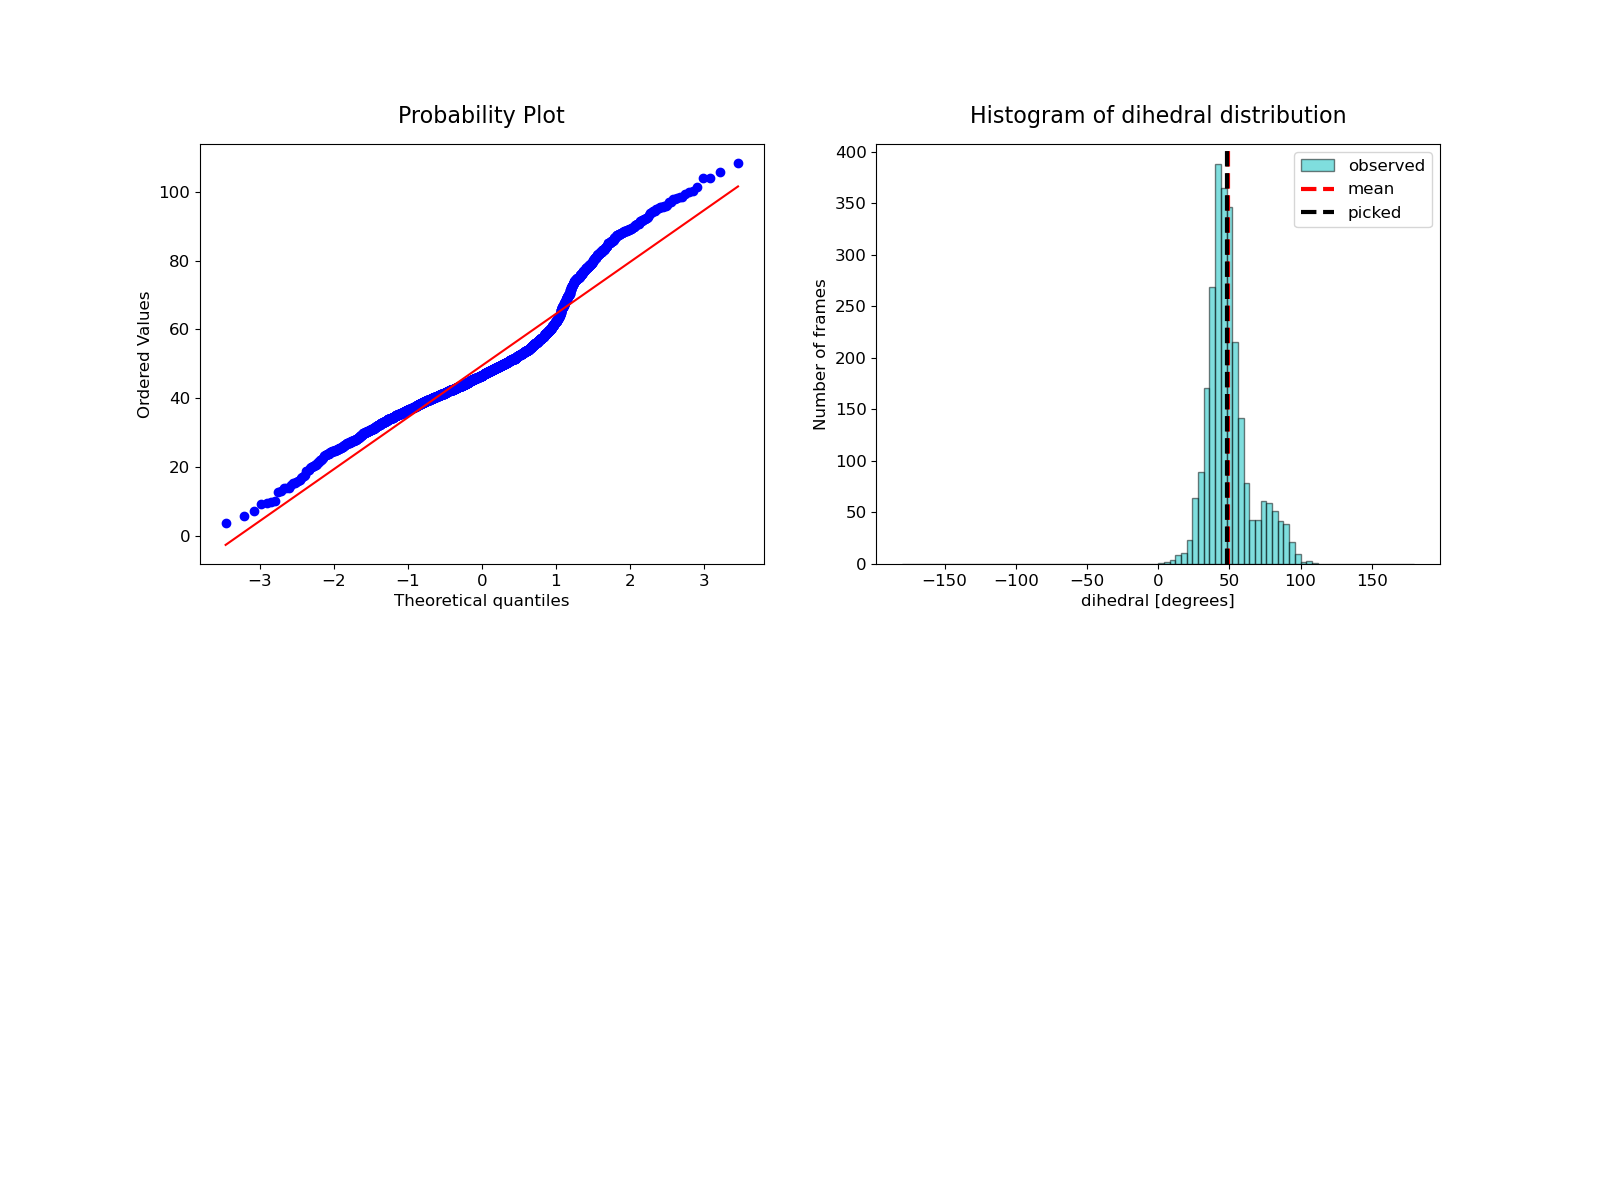 Probability Plot
Ordered Values
100
80
60
40
20
0
−3 −2 −1 0 1 2 3
Theoretical quantiles
Histogram of dihedral distribution
Number of frames
400
350
300
250
200
150
100
50
0
observed
mean
picked
−150 −100 −50 0 50 100 150
dihedral [degrees]